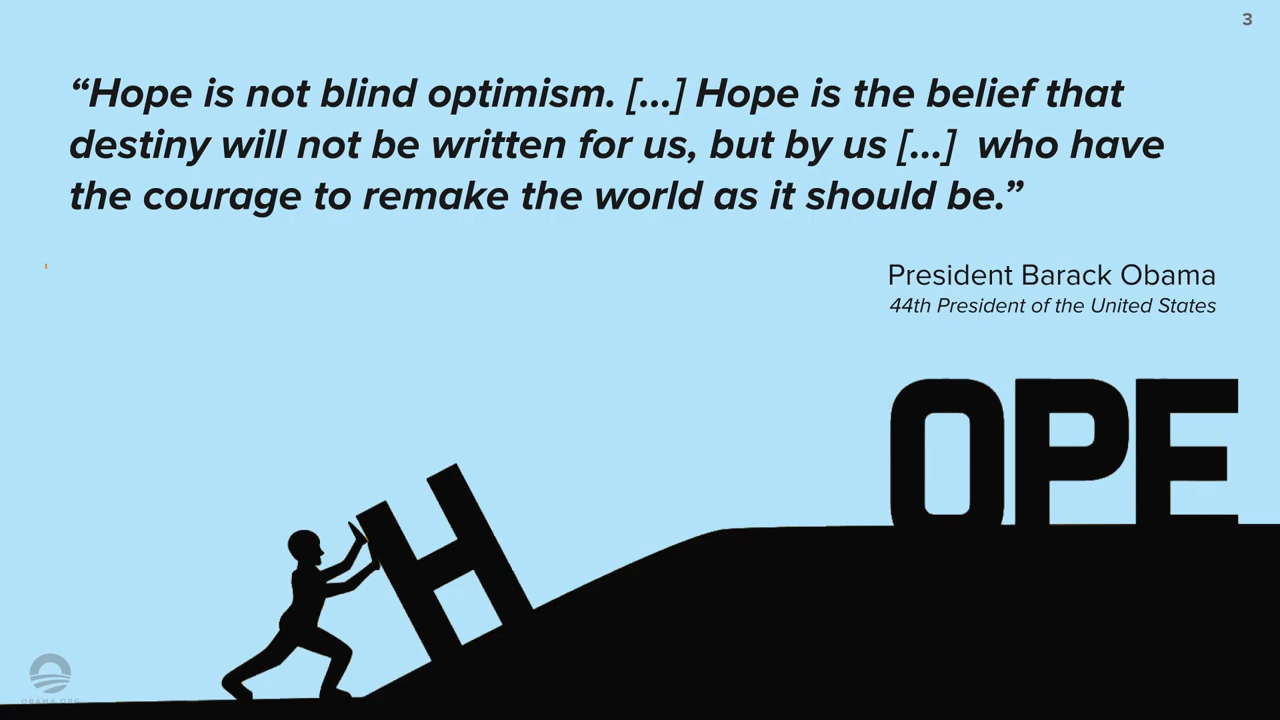 3
“Hope is not blind optimism. [...] Hope is the belief that
destiny will not be written for us, but by us [...]  who have
the courage to remake the world as it should be.”
President Barack Obama
44th President of the United States
OPE
H
OBAMA.ORG